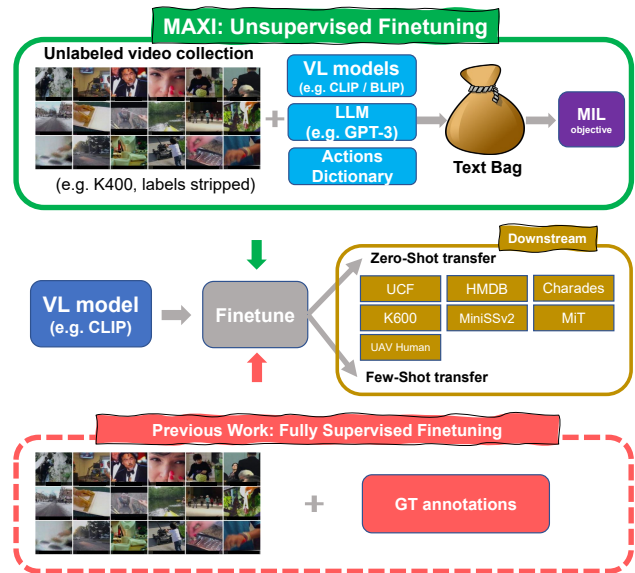 MAXI: Unsupervised Finetuning
Unlabeled video collection
(e.g. K400, labels stripped)
VL models
(e.g. CLIP / BLIP)
LLM
(e.g. GPT-3)
Actions
Dictionary
Text Bag
MIL
objective
Downstream
VL model
(e.g. CLIP)
Finetune
Zero-Shot transfer
UCF
HMDB
Charades
K600
MiniSSv2
MiT
UAV Human
Few-Shot transfer
Previous Work: Fully Supervised Finetuning
GT annotations